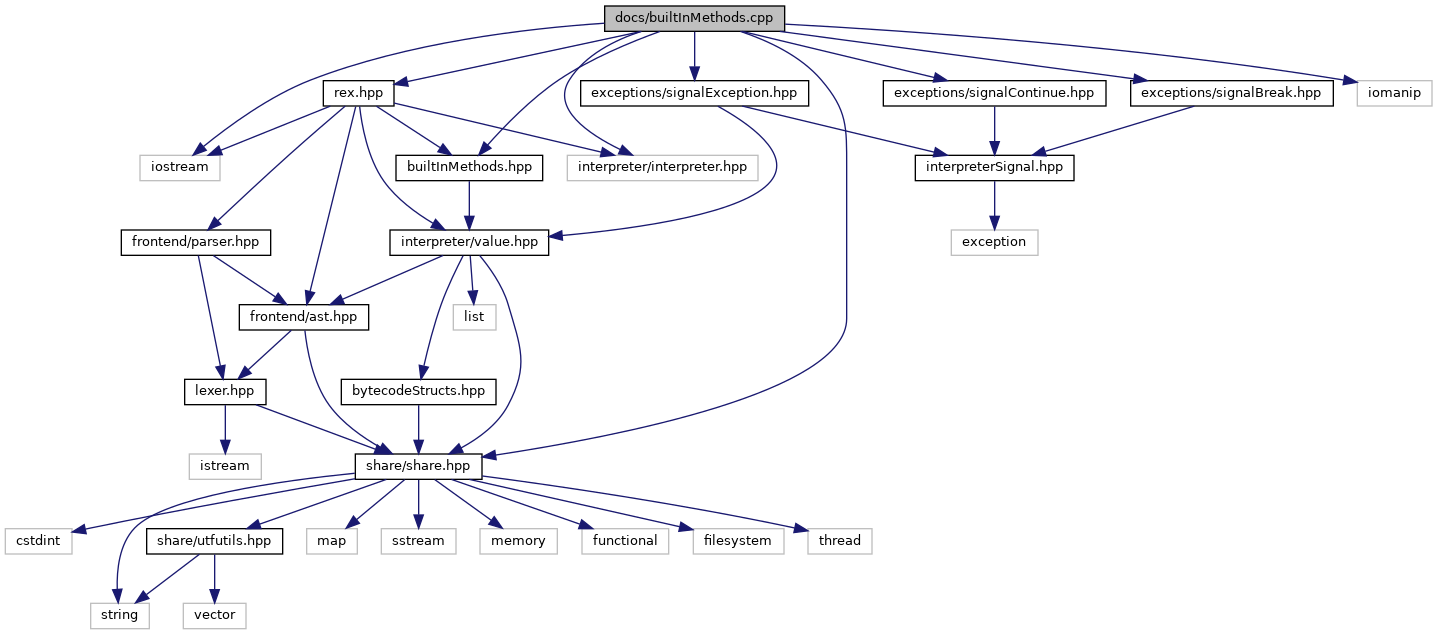 docs/builtInMethods.cpp
rex.hpp
exceptions/signalException.hpp
exceptions/signalContinue.hpp
exceptions/signalBreak.hpp
iomanip
iostream
builtInMethods.hpp
interpreter/interpreter.hpp
interpreterSignal.hpp
frontend/parser.hpp
interpreter/value.hpp
exception
frontend/ast.hpp
list
lexer.hpp
bytecodeStructs.hpp
istream
share/share.hpp
cstdint
share/utfutils.hpp
map
sstream
memory
functional
filesystem
thread
string
vector